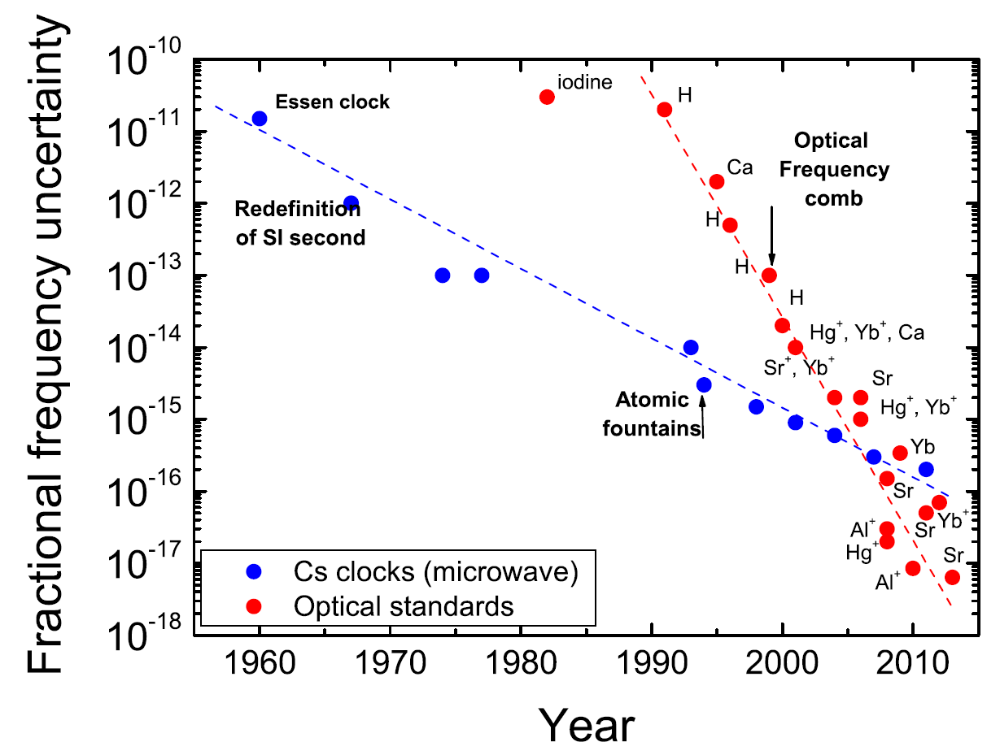 Fractional frequency uncertainty
10⁻¹⁰
10⁻¹¹
10⁻¹²
10⁻¹³
10⁻¹⁴
10⁻¹⁵
10⁻¹⁶
10⁻¹⁷
10⁻¹⁸
Essen clock
iodine
H
Optical
Frequency
comb
Ca
Redefinition
of SI second
H
H
H
Hg⁺, Yb⁺, Ca
Sr⁺, Yb⁺
Sr
Atomic
fountains
Hg⁺, Yb⁺
Yb
Sr
Yb⁺
Al⁺
Sr
Hg⁺
Sr
Al⁺
Cs clocks (microwave)
Optical standards
1960
1970
1980
1990
2000
2010
Year